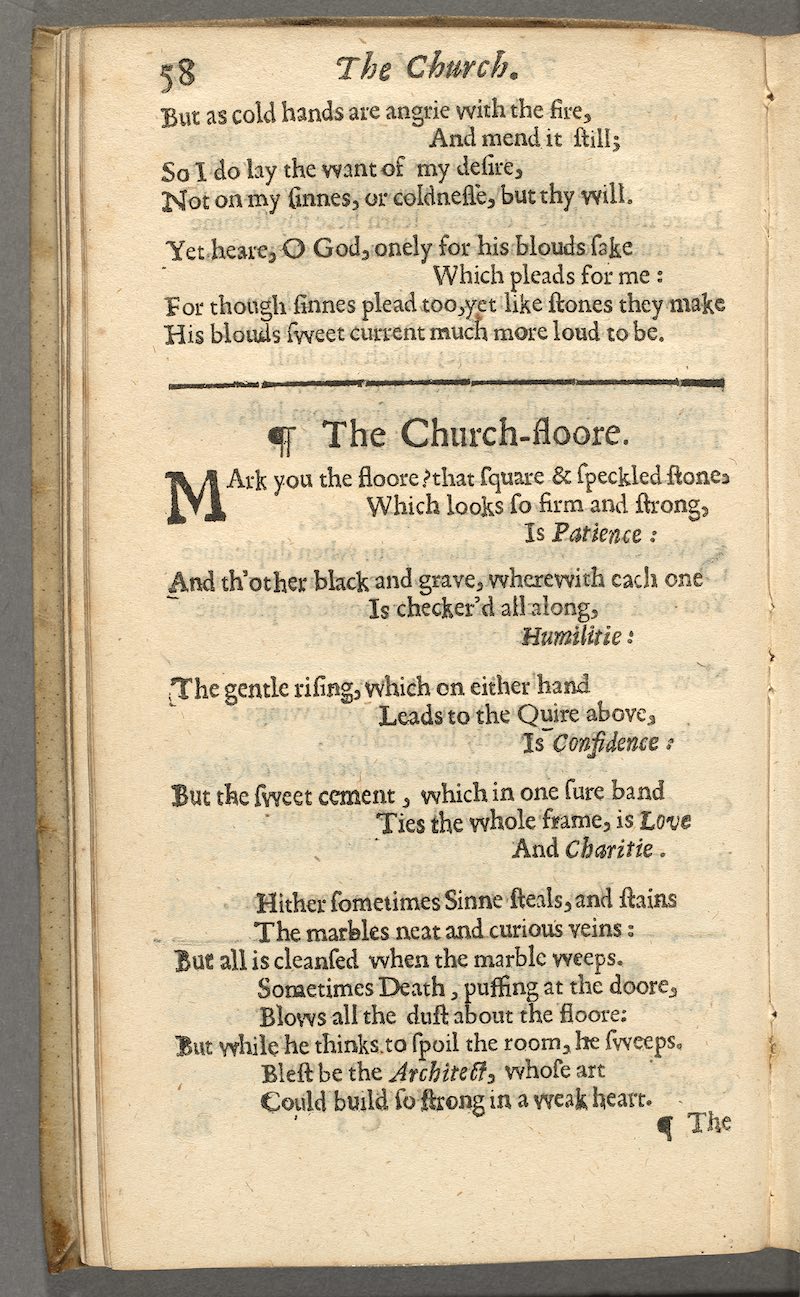 58 The Church.
But as cold hands are angrie with the fire,
And mend it ſtill;
So I do lay the want of my deſire,
Not on my ſinnes, or coldneſſe, but thy will.
Yet heare, O God, onely for his blouds ſake
Which pleads for me:
For though ſinnes plead too, yet like ſtones they make
His blouds ſweet current much more loud to be.
¶ The Church-floore.
MArk you the floore? that ſquare & ſpeckled ſtone,
Which looks ſo firm and ſtrong,
Is Patience:
And th'other black and grave, wherewith each one
Is checker'd all along,
Humilitie:
The gentle riſing, which on either hand
Leads to the Quire above,
Is Confidence:
But the ſweet cement, which in one ſure band
Ties the whole frame, is Love
And Charitie.
Hither ſometimes Sinne ſteals, and ſtains
The marbles neat and curious veins:
But all is cleanſed when the marble weeps.
Sometimes Death, puffing at the doore,
Blows all the duſt about the floore:
But while he thinks to ſpoil the room, he ſweeps.
Bleſt be the Architect, whoſe art
Could build ſo ſtrong in a weak heart.
¶ The